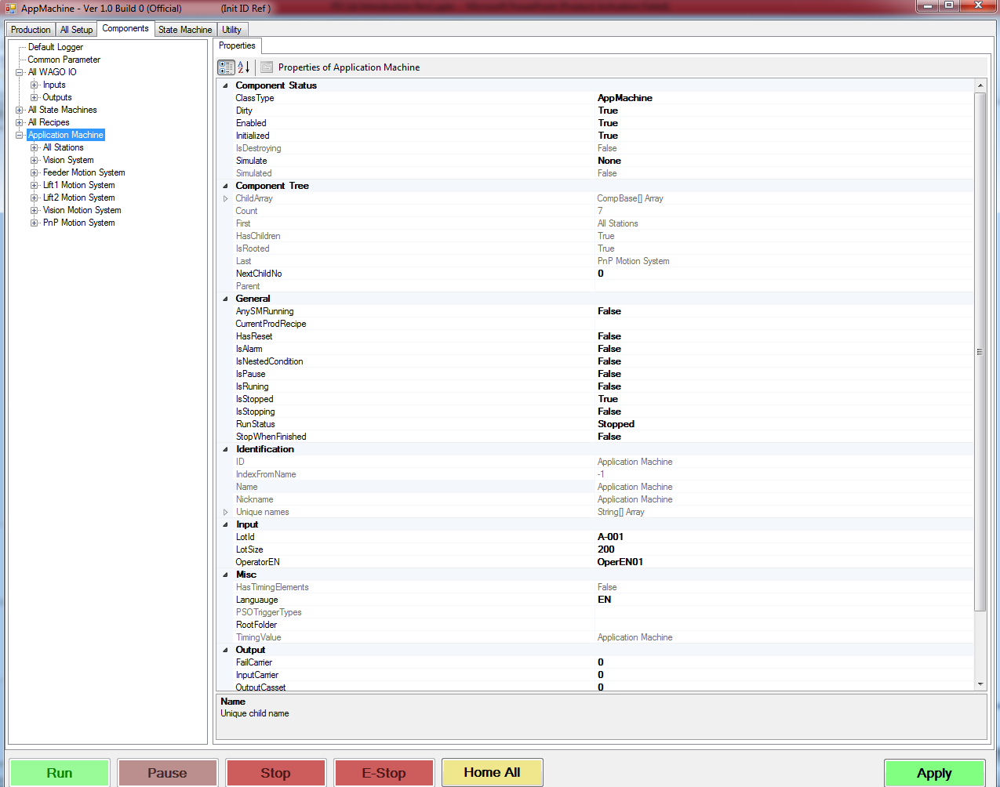 AppMachine - Ver 1.0 Build 0 (Official) (Init ID Ref )
Production All Setup Components State Machine Utility
Default Logger
Common Parameter
All WAGO IO
Inputs
Outputs
All State Machines
All Recipes
Application Machine
All Stations
Vision System
Feeder Motion System
Lift1 Motion System
Lift2 Motion System
Vision Motion System
PnP Motion System
Properties
Properties of Application Machine
Component Status
ClassType AppMachine
Dirty True
Enabled True
Initialized True
IsDestroying False
Simulate None
Simulated False
Component Tree
ChildArray CompBase[] Array
Count 7
First All Stations
HasChildren True
IsRooted True
Last PnP Motion System
NextChildNo 0
Parent
General
AnySMRunning False
CurrentProdRecipe
HasReset False
IsAlarm False
IsNestedCondition False
IsPause False
IsRuning False
IsStopped True
IsStopping False
RunStatus Stopped
StopWhenFinished False
Identification
ID Application Machine
IndexFromName -1
Name Application Machine
Nickname Application Machine
Unique names String[] Array
Input
LotId A-001
LotSize 200
OperatorEN OperEN01
Misc
HasTimingElements False
Languauge EN
PSOTriggerTypes
RootFolder
TimingValue Application Machine
Output
FailCarrier 0
InputCarrier 0
OutputCasset 0
Name
Unique child name
Run Pause Stop E-Stop Home All Apply